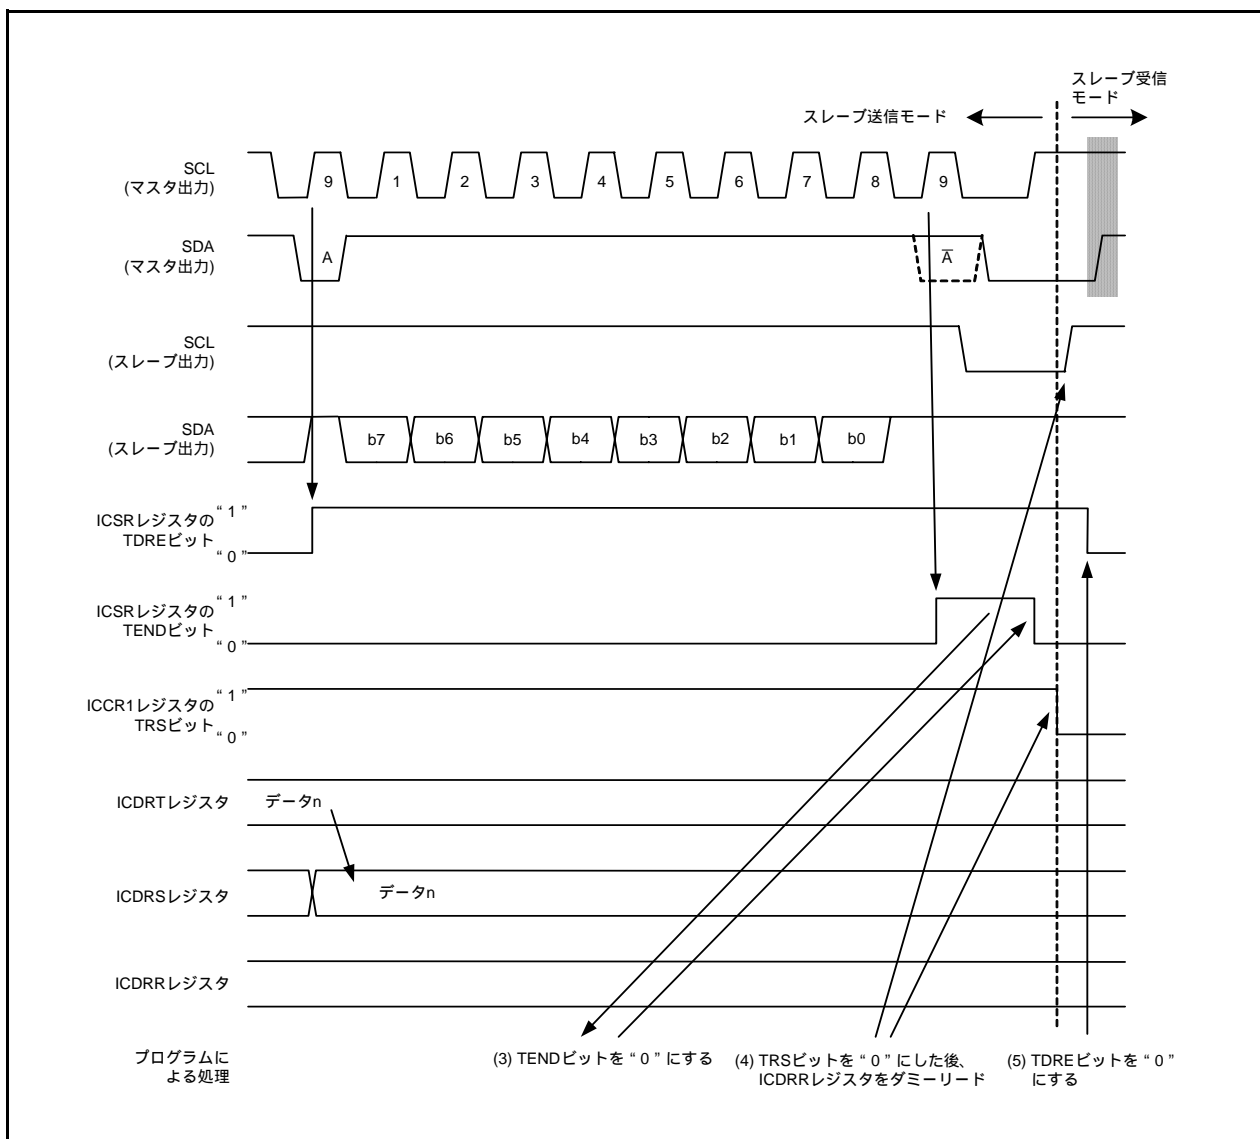 スレーブ受信
モード
スレーブ送信モード
SCL
(マスタ出力)
9 1 2 3 4 5 6 7 8 9
SDA
(マスタ出力)
A A̅
SCL
(スレーブ出力)
SDA
(スレーブ出力)
b7 b6 b5 b4 b3 b2 b1 b0
ICSRレジスタの
TDREビット
“ 1 ”
“ 0 ”
ICSRレジスタの
TENDビット
“ 1 ”
“ 0 ”
ICCR1レジスタの
TRSビット
“ 1 ”
“ 0 ”
ICDRTレジスタ
データn
ICDRSレジスタ
データn
ICDRRレジスタ
プログラムに
よる処理
(3) TENDビットを“ 0 ”にする
(4) TRSビットを“ 0 ”にした後、
ICDRRレジスタをダミーリード
(5) TDREビットを“ 0 ”
にする